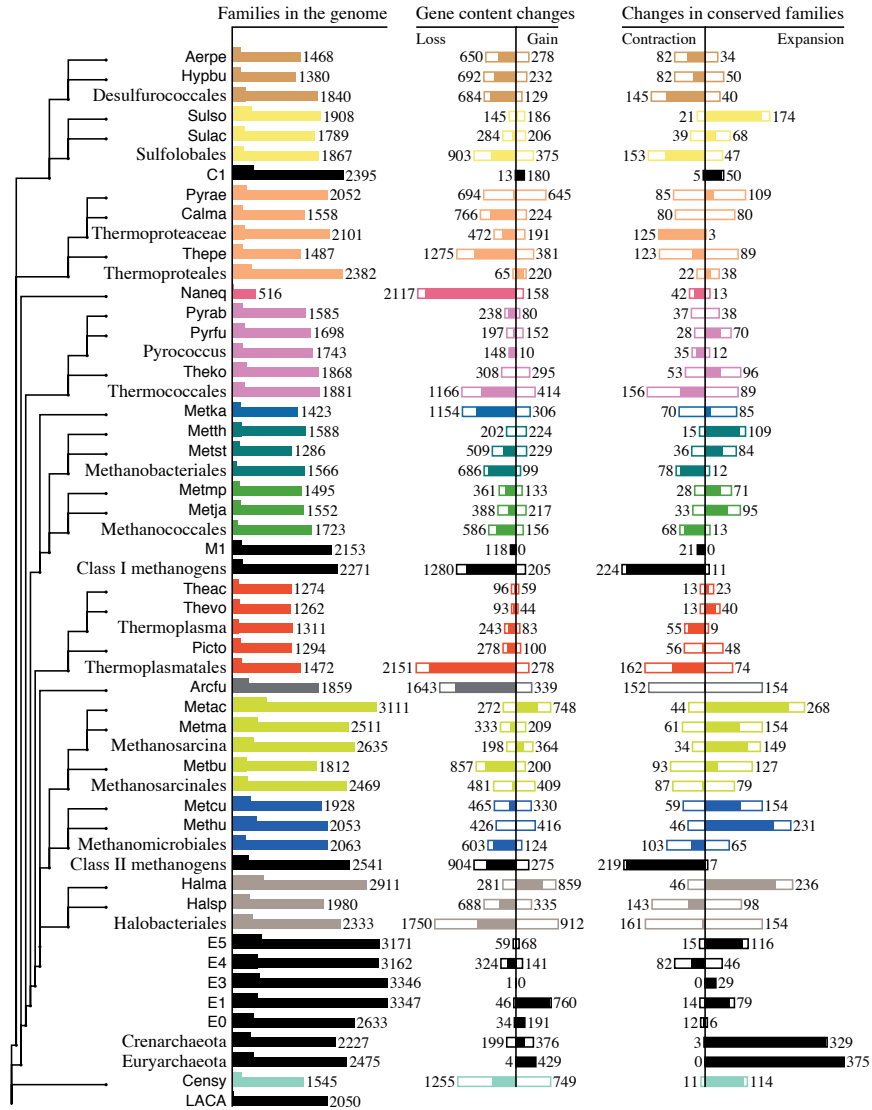 Families in the genome Gene content changes Changes in conserved families
Loss Gain Contraction Expansion
Aerpe 1468 650 278 82 34
Hypbu 1380 692 232 82 50
Desulfurococcales 1840 684 129 145 40
Sulso 1908 145 186 21 174
Sulac 1789 284 206 39 68
Sulfolobales 1867 903 375 153 47
C1 2395 13 180 5 50
Pyrae 2052 694 645 85 109
Calma 1558 766 224 80 80
Thermoproteaceae 2101 472 191 125 3
Thepe 1487 1275 381 123 89
Thermoproteales 2382 65 220 22 38
Naneq 516 2117 158 42 13
Pyrab 1585 238 80 37 38
Pyrfu 1698 197 152 28 70
Pyrococcus 1743 148 10 35 12
Theko 1868 308 295 53 96
Thermococcales 1881 1166 414 156 89
Metka 1423 1154 306 70 85
Metth 1588 202 224 15 109
Metst 1286 509 229 36 84
Methanobacteriales 1566 686 99 78 12
Metmp 1495 361 133 28 71
Metja 1552 388 217 33 95
Methanococcales 1723 586 156 68 13
M1 2153 118 0 21 0
Class I methanogens 2271 1280 205 224 11
Theac 1274 96 59 13 23
Thevo 1262 93 44 13 40
Thermoplasma 1311 243 83 55 9
Picto 1294 278 100 56 48
Thermoplasmatales 1472 2151 278 162 74
Arcfu 1859 1643 339 152 154
Metac 3111 272 748 44 268
Metma 2511 333 209 61 154
Methanosarcina 2635 198 364 34 149
Metbu 1812 857 200 93 127
Methanosarcinales 2469 481 409 87 79
Metcu 1928 465 330 59 154
Methu 2053 426 416 46 231
Methanomicrobiales 2063 603 124 103 65
Class II methanogens 2541 904 275 219 7
Halma 2911 281 859 46 236
Halsp 1980 688 335 143 98
Halobacteriales 2333 1750 912 161 154
E5 3171 59 68 15 116
E4 3162 324 141 82 46
E3 3346 1 0 0 29
E1 3347 46 760 14 79
E0 2633 34 191 12 6
Crenarchaeota 2227 199 376 3 329
Euryarchaeota 2475 4 429 0 375
Censy 1545 1255 749 11 114
LACA 2050